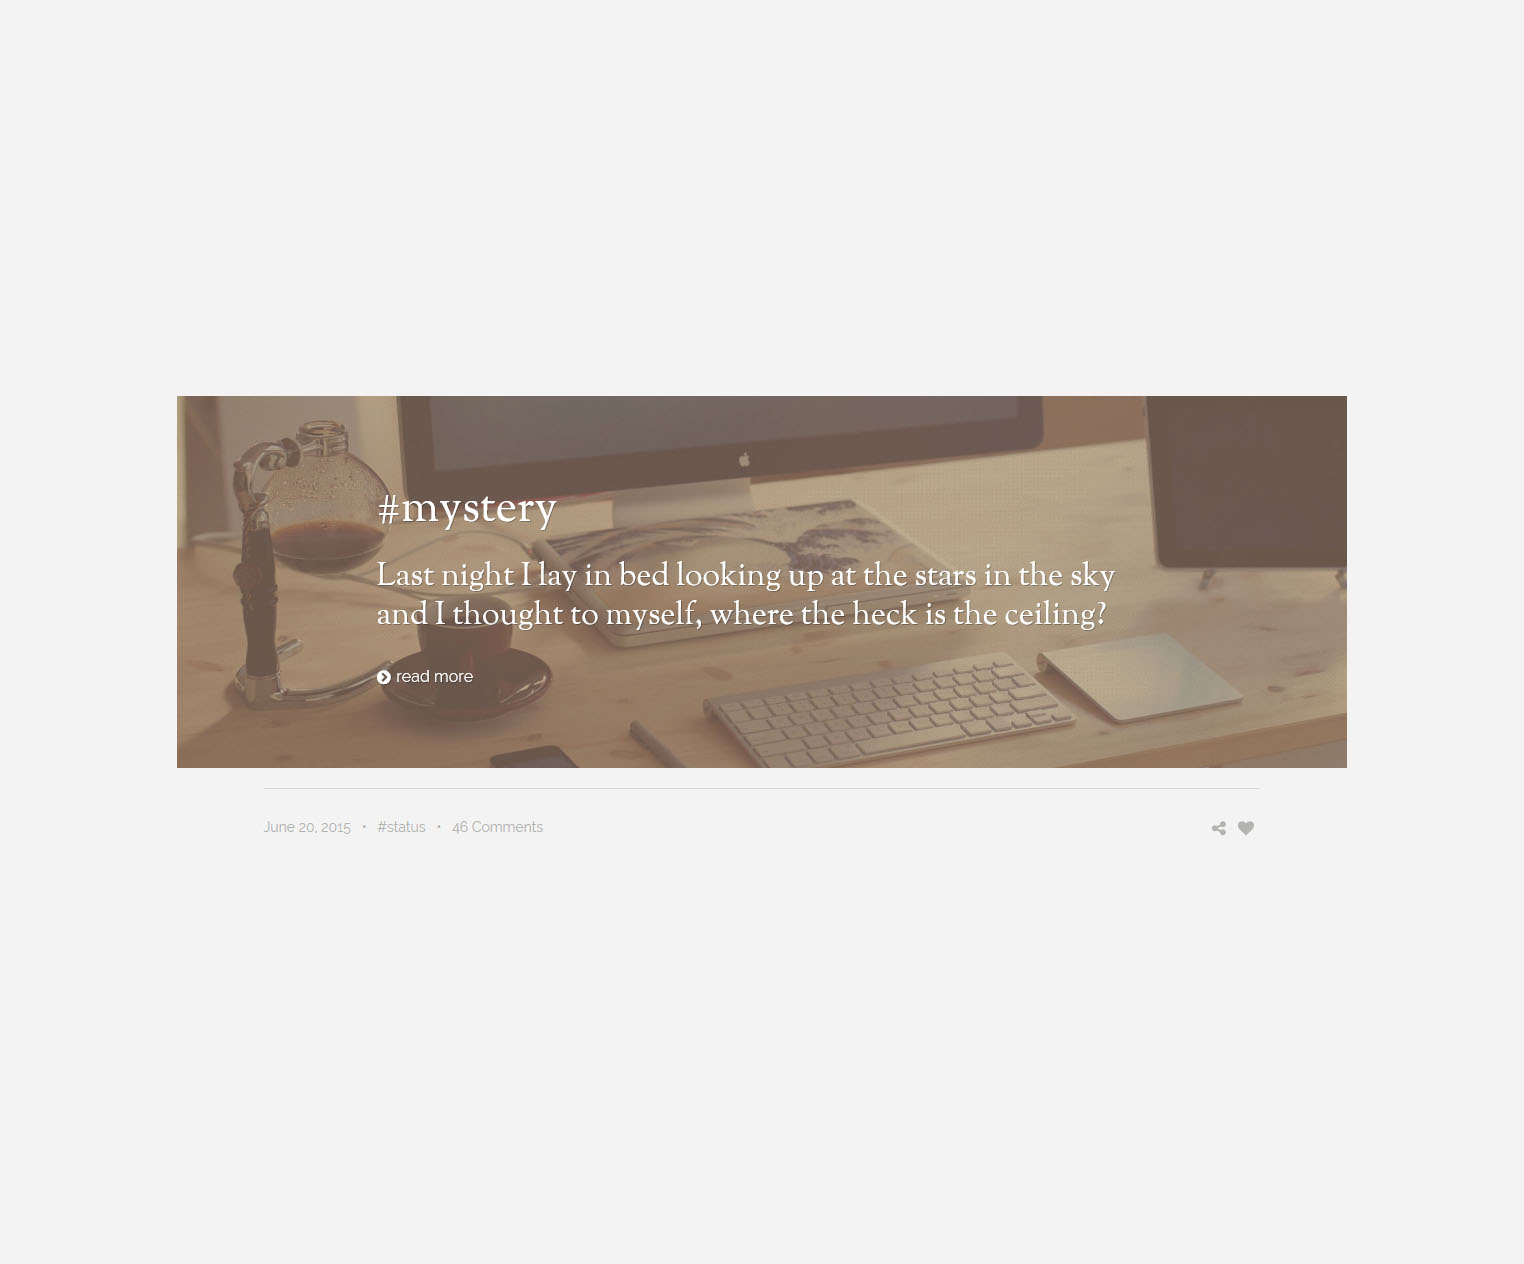 #mystery
Last night I lay in bed looking up at the stars in the sky
and I thought to myself, where the heck is the ceiling?
read more
June 20, 2015 • #status • 46 Comments